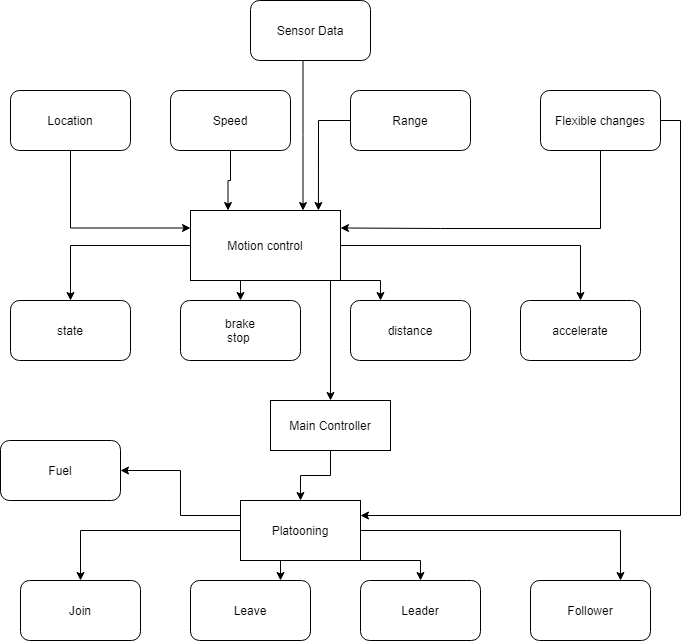 Sensor Data
Location
Speed
Range
Flexible changes
Motion control
state
brake
stop
distance
accelerate
Main Controller
Fuel
Platooning
Join
Leave
Leader
Follower